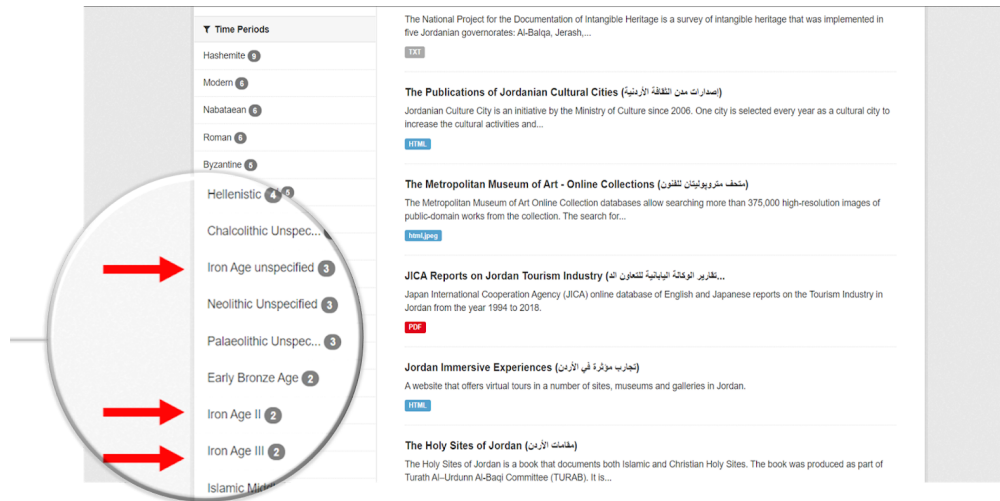 Time Periods
Hashemite 9
Modern 6
Nabataean 6
Roman 6
Byzantine 5
Hellenistic 4 5
Chalcolithic Unspec...
Iron Age unspecified 3
Neolithic Unspecified 3
Palaeolithic Unspec... 3
Early Bronze Age 2
Iron Age II 2
Iron Age III 2
Islamic
The National Project for the Documentation of Intangible Heritage is a survey of intangible heritage that was implemented in
five Jordanian governorates: Al-Balqa, Jerash,...
TXT
The Publications of Jordanian Cultural Cities (إصدارات مدن الثقافة الأردنية)
Jordanian Culture City is an initiative by the Ministry of Culture since 2006. One city is selected every year as a cultural city to
increase the cultural activities and...
HTML
The Metropolitan Museum of Art - Online Collections (متحف متروبوليتان للفنون)
The Metropolitan Museum of Art Online Collection databases allow searching more than 375,000 high-resolution images of
public-domain works from the collection. The search for...
html,jpeg
JICA Reports on Jordan Tourism Industry (تقارير الوكالة اليابانية للتعاون الد...
Japan International Cooperation Agency (JICA) online database of English and Japanese reports on the Tourism Industry in
Jordan from the year 1994 to 2018.
PDF
Jordan Immersive Experiences (تجارب مؤثرة في الأردن)
A website that offers virtual tours in a number of sites, museums and galleries in Jordan.
HTML
The Holy Sites of Jordan (مقامات الأردن)
The Holy Sites of Jordan is a book that documents both Islamic and Christian Holy Sites. The book was produced as part of
Turath Al–Urdunn Al-Baqi Committee (TURAB). It is...